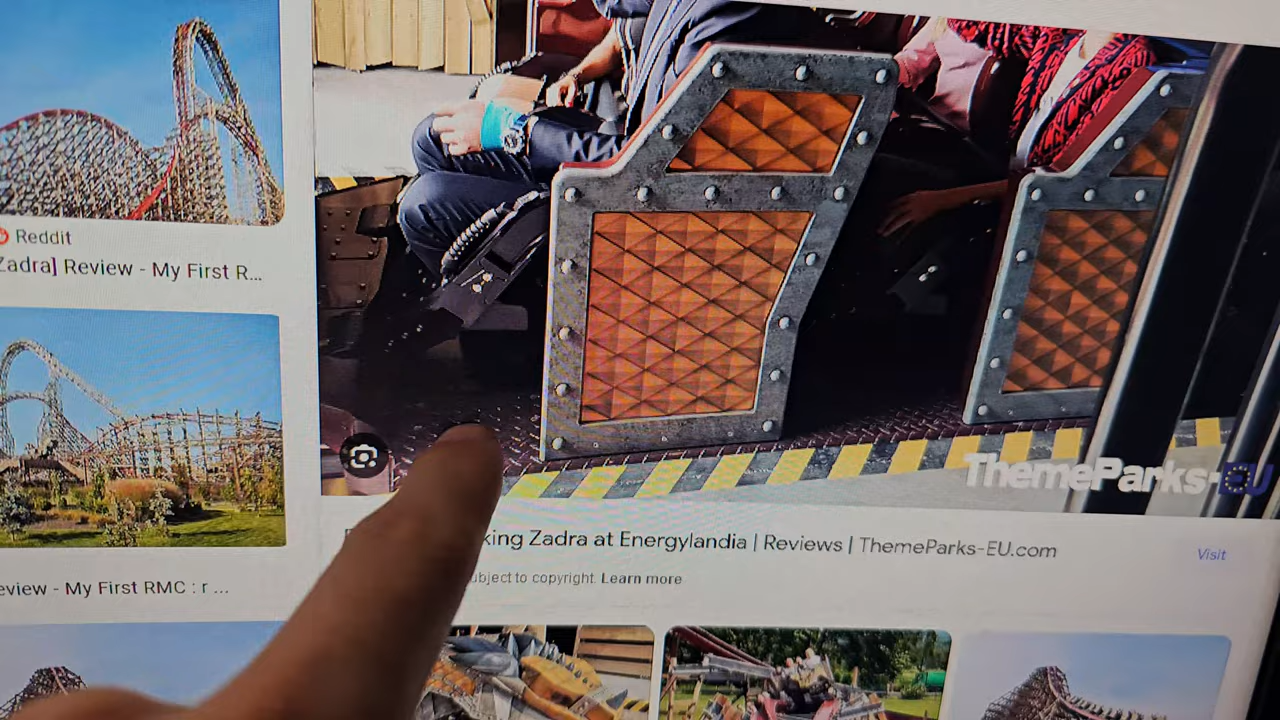 Reddit
Zadra] Review - My First R...
eview - My First RMC : r ...
ThemeParks-EU
king Zadra at Energylandia | Reviews | ThemeParks-EU.com
Visit
ubject to copyright. Learn more